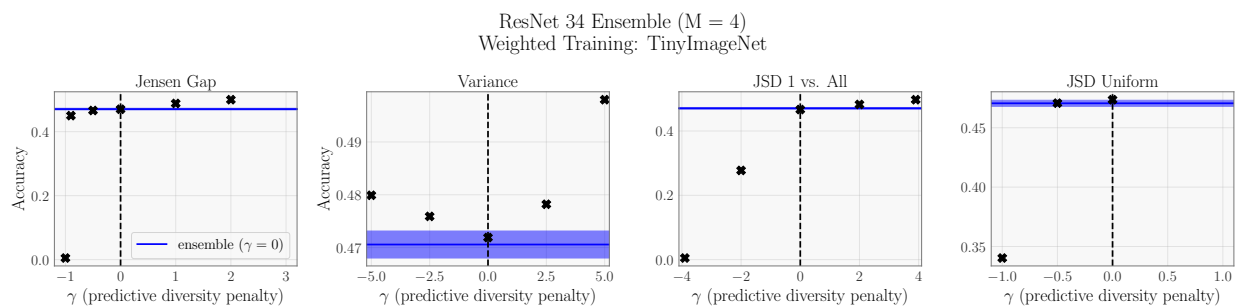 ResNet 34 Ensemble (M = 4)
Weighted Training: TinyImageNet
Jensen Gap
Accuracy
0.4
0.2
0.0
−1 0 1 2 3
γ (predictive diversity penalty)
ensemble (γ = 0)
Variance
Accuracy
0.49
0.48
0.47
−5.0 −2.5 0.0 2.5 5.0
γ (predictive diversity penalty)
JSD 1 vs. All
0.4
0.2
0.0
−4 −2 0 2 4
γ (predictive diversity penalty)
JSD Uniform
0.45
0.40
0.35
−1.0 −0.5 0.0 0.5 1.0
γ (predictive diversity penalty)